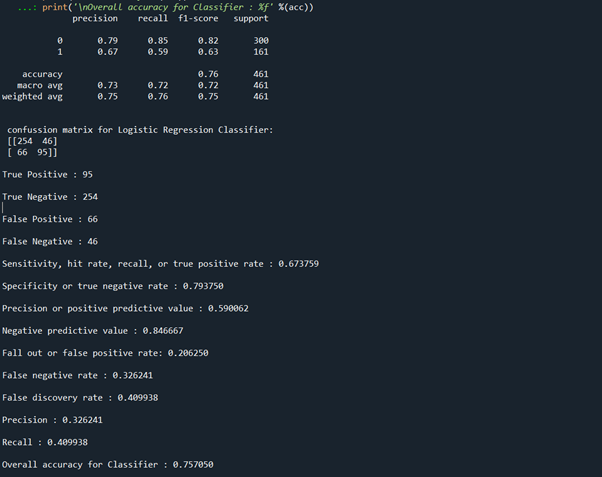 ...: print('\nOverall accuracy for Classifier : %f' %(acc))
precision recall f1-score support
0 0.79 0.85 0.82 300
1 0.67 0.59 0.63 161
accuracy 0.76 461
macro avg 0.73 0.72 0.72 461
weighted avg 0.75 0.76 0.75 461
confussion matrix for Logistic Regression Classifier:
[[254 46]
[ 66 95]]
True Positive : 95
True Negative : 254
False Positive : 66
False Negative : 46
Sensitivity, hit rate, recall, or true positive rate : 0.673759
Specificity or true negative rate : 0.793750
Precision or positive predictive value : 0.590062
Negative predictive value : 0.846667
Fall out or false positive rate: 0.206250
False negative rate : 0.326241
False discovery rate : 0.409938
Precision : 0.326241
Recall : 0.409938
Overall accuracy for Classifier : 0.757050